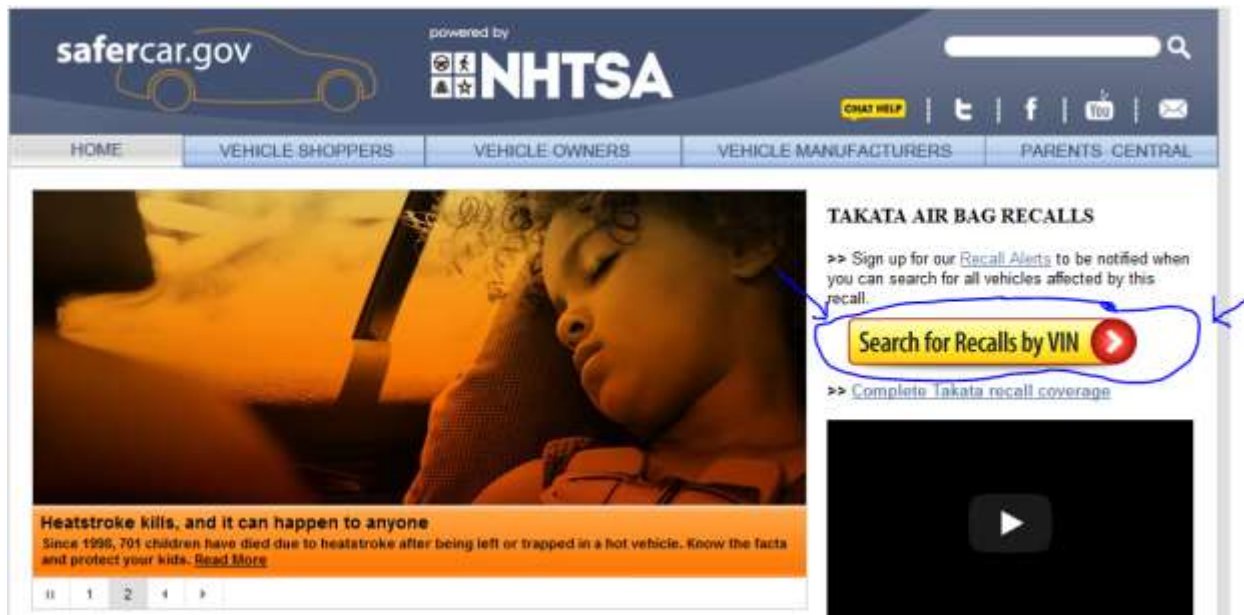 safercar.gov
powered by
NHTSA
CHAT HELP
You
HOME
VEHICLE SHOPPERS
VEHICLE OWNERS
VEHICLE MANUFACTURERS
PARENTS CENTRAL
TAKATA AIR BAG RECALLS
>> Sign up for our Recall Alerts to be notified when
you can search for all vehicles affected by this
recall.
Search for Recalls by VIN
>> Complete Takata recall coverage
Heatstroke kills, and it can happen to anyone
Since 1998, 701 children have died due to heatstroke after being left or trapped in a hot vehicle. Know the facts
and protect your kids. Read More
1 2